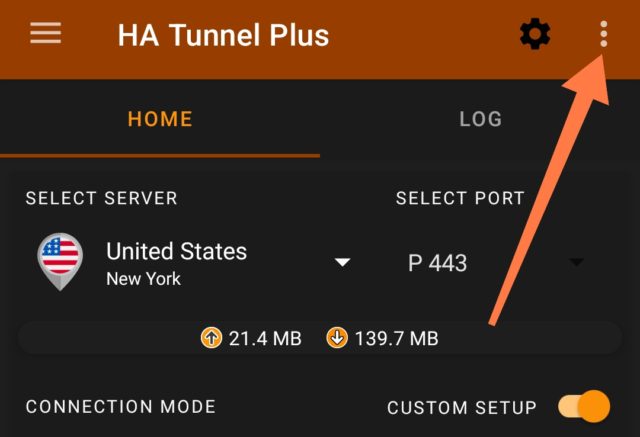 HA Tunnel Plus
HOME
LOG
SELECT SERVER
SELECT PORT
United States
New York
P 443
21.4 MB
139.7 MB
CONNECTION MODE
CUSTOM SETUP